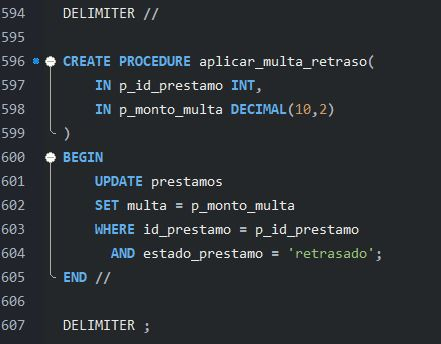 594 DELIMITER //
595
596 CREATE PROCEDURE aplicar_multa_retraso(
597     IN p_id_prestamo INT,
598     IN p_monto_multa DECIMAL(10,2)
599 )
600 BEGIN
601     UPDATE prestamos
602     SET multa = p_monto_multa
603     WHERE id_prestamo = p_id_prestamo
604       AND estado_prestamo = 'retrasado';
605 END //
606
607 DELIMITER ;